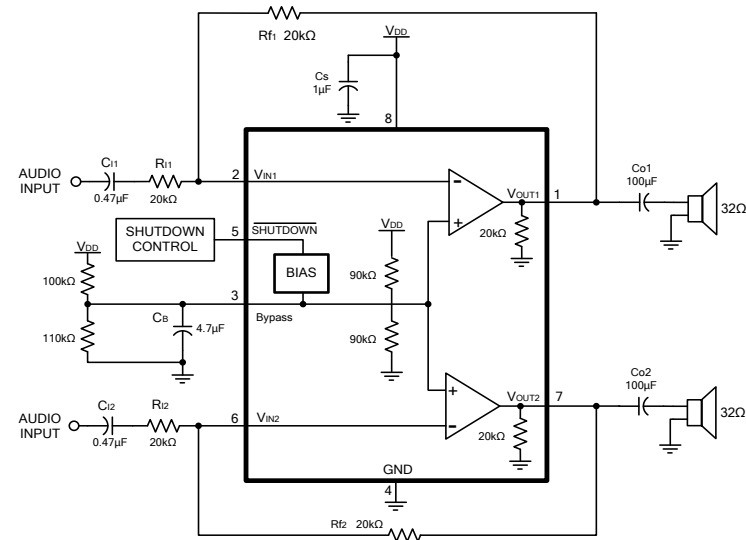 Rf1 20kΩ
VDD
Cs
1µF
8
AUDIO
INPUT
CI1
0.47µF
RI1
20kΩ
2
VIN1
VOUT1
1
Co1
100µF
32Ω
20kΩ
SHUTDOWN
CONTROL
5
SHUTDOWN
BIAS
VDD
90kΩ
90kΩ
VDD
100kΩ
110kΩ
CB
4.7µF
3
Bypass
AUDIO
INPUT
CI2
0.47µF
RI2
20kΩ
6
VIN2
VOUT2
7
Co2
100µF
32Ω
20kΩ
GND
4
Rf2 20kΩ